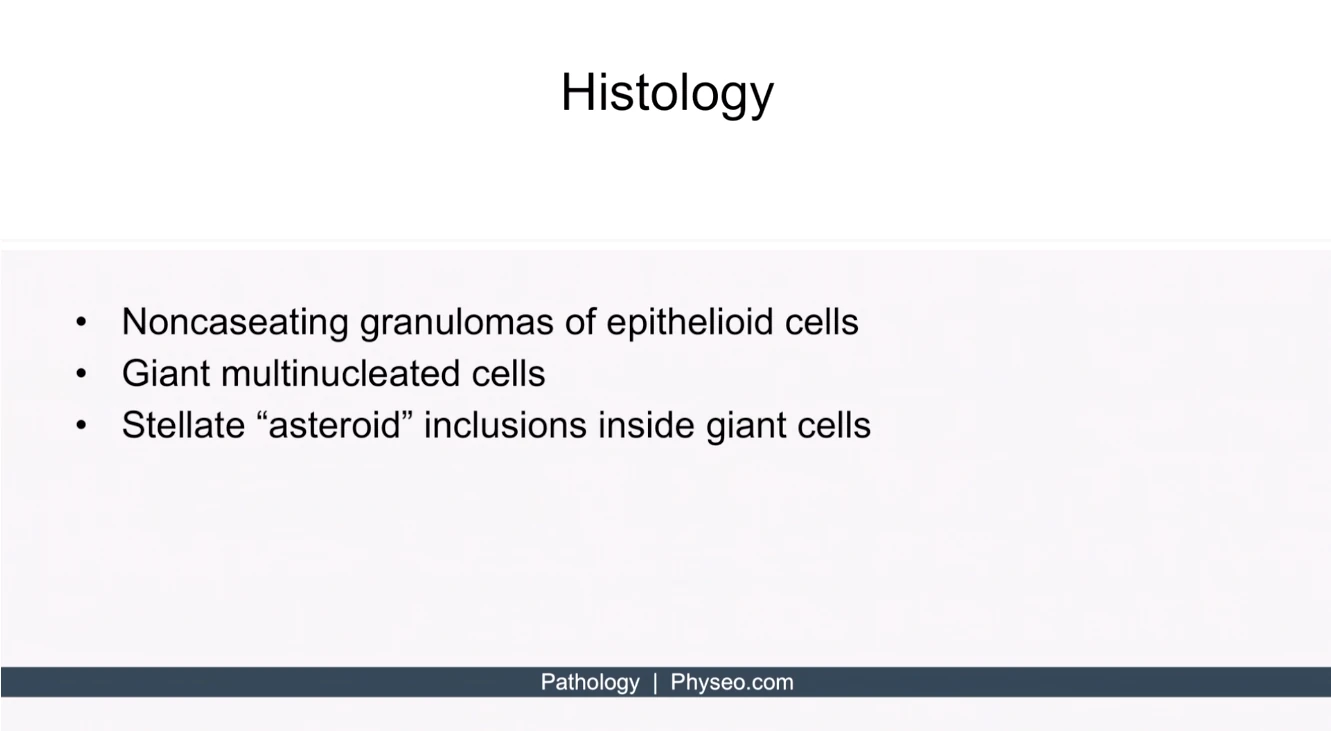 Histology
• Noncaseating granulomas of epithelioid cells
• Giant multinucleated cells
• Stellate “asteroid” inclusions inside giant cells
Pathology | Physeo.com